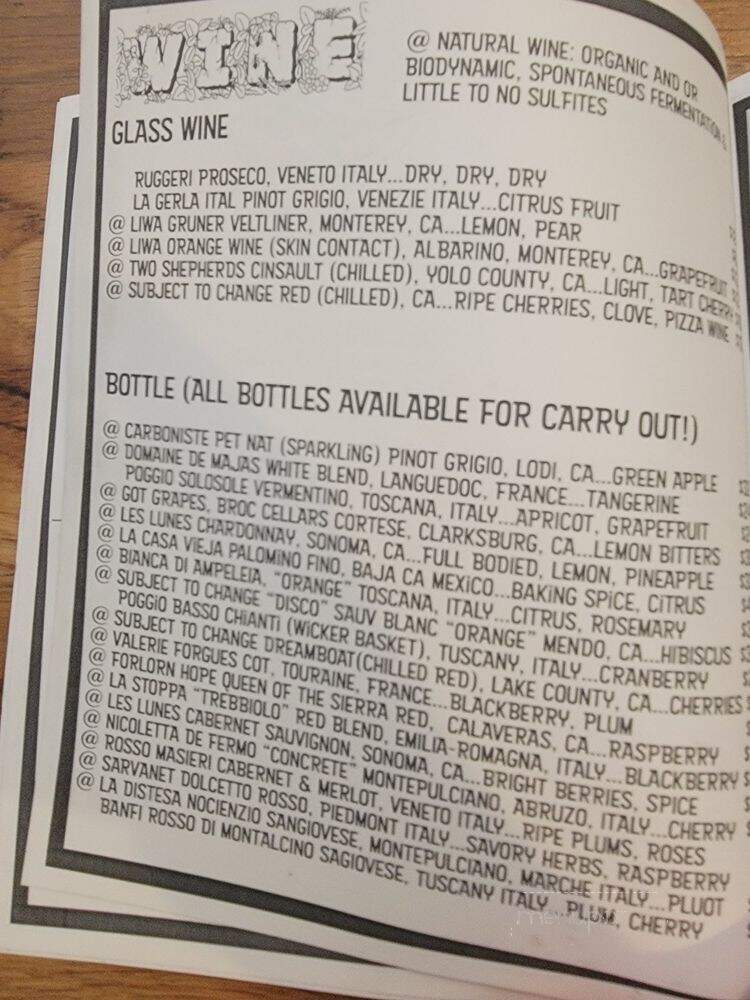 WINE
@ NATURAL WINE: ORGANIC AND OR
BIODYNAMIC, SPONTANEOUS FERMENTATION &
LITTLE TO NO SULFITES
GLASS WINE
RUGGERI PROSECO, VENETO ITALY...DRY, DRY, DRY
LA GERLA ITAL PINOT GRIGIO, VENEZIE ITALY...CITRUS FRUIT
@ LIWA GRUNER VELTLINER, MONTEREY, CA...LEMON, PEAR
@ LIWA ORANGE WINE (SKIN CONTACT), ALBARINO, MONTEREY, CA...GRAPEFRUIT
@ TWO SHEPHERDS CINSAULT (CHILLED), YOLO COUNTY, CA...LIGHT, TART CHERRY
@ SUBJECT TO CHANGE RED (CHILLED), CA...RIPE CHERRIES, CLOVE, PIZZA WINE
BOTTLE (ALL BOTTLES AVAILABLE FOR CARRY OUT!)
@ CARBONISTE PET NAT (SPARKLING) PINOT GRIGIO, LODI, CA...GREEN APPLE
@ DOMAINE DE MAJAS WHITE BLEND, LANGUEDOC, FRANCE...TANGERINE
POGGIO SOLOSOLE VERMENTINO, TOSCANA, ITALY...APRICOT, GRAPEFRUIT
@ GOT GRAPES, BROC CELLARS CORTESE, CLARKSBURG, CA...LEMON BITTERS
@ LES LUNES CHARDONNAY, SONOMA, CA...FULL BODIED, LEMON, PINEAPPLE
@ LA CASA VIEJA PALOMINO FINO, BAJA CA MEXICO...BAKING SPICE, CITRUS
@ BIANCA DI AMPELEIA, "ORANGE" TOSCANA, ITALY...CITRUS, ROSEMARY
@ SUBJECT TO CHANGE "DISCO" SAUV BLANC "ORANGE" MENDO, CA...HIBISCUS
POGGIO BASSO CHIANTI (WICKER BASKET), TUSCANY, ITALY...CRANBERRY
@ SUBJECT TO CHANGE DREAMBOAT(CHILLED RED), LAKE COUNTY, CA...CHERRIES
@ VALERIE FORGUES COT, TOURAINE, FRANCE...BLACKBERRY, PLUM
@ FORLORN HOPE QUEEN OF THE SIERRA RED, CALAVERAS, CA...RASPBERRY
@ LA STOPPA "TREBBIOLO" RED BLEND, EMILIA-ROMAGNA, ITALY...BLACKBERRY
@ LES LUNES CABERNET SAUVIGNON, SONOMA, CA...BRIGHT BERRIES, SPICE
@ NICOLETTA DE FERMO "CONCRETE" MONTEPULCIANO, ABRUZO, ITALY...CHERRY
@ ROSSO MASIERI CABERNET & MERLOT, VENETO ITALY...RIPE PLUMS, ROSES
@ SARVANET DOLCETTO ROSSO, PIEDMONT ITALY...SAVORY HERBS, RASPBERRY
@ LA DISTESA NOCIENZIO SANGIOVESE, MONTEPULCIANO, MARCHE ITALY...PLUOT
BANFI ROSSO DI MONTALCINO SAGIOVESE, TUSCANY ITALY...PLUM, CHERRY